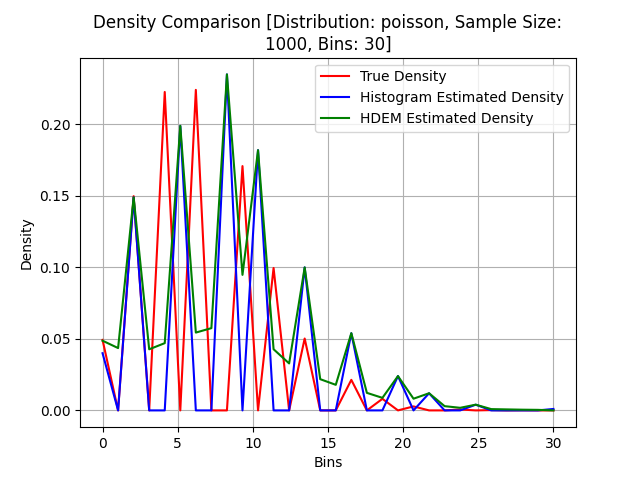 Density Comparison [Distribution: poisson, Sample Size:
1000, Bins: 30]
True Density
Histogram Estimated Density
HDEM Estimated Density
Density
0.20
0.15
0.10
0.05
0.00
0 5 10 15 20 25 30
Bins